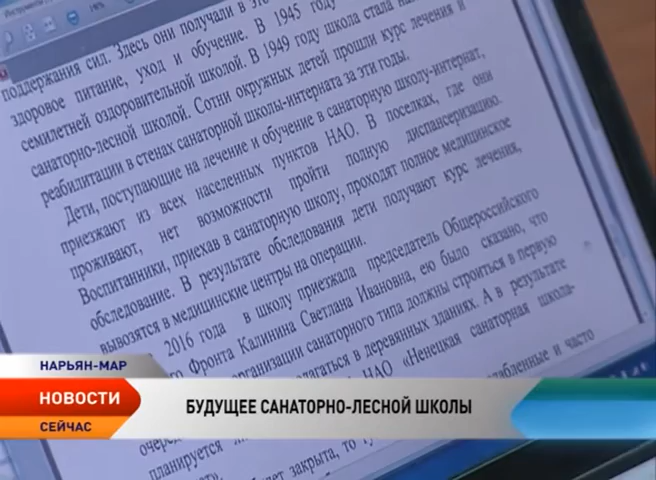 поддержания сил. Здесь они получали в это
здоровое питание, уход и обучение. В 1945 году
семилетней оздоровительной школой. В 1949 году школа стала
санаторно-лесной школой. Сотни окружных детей прошли курс лечения и
реабилитации в стенах санаторной школы-интерната за эти годы.
Дети, поступающие на лечение и обучение в санаторную школу-интернат,
приезжают из всех населенных пунктов НАО. В поселках, где они
проживают, нет возможности пройти полную диспансеризацию.
Воспитанники, приехав в санаторную школу, проходят полное медицинское
обследование. В результате обследования дети получают курс лечения,
вывозятся в медицинские центры на операции.
2016 года в школу приезжала председатель Общероссийского
Фронта Калинина Светлана Ивановна, ею было сказано, что
организации санаторного типа должны строиться в первую
в деревянных зданиях. А в результате
НАО «Ненецкая санаторная школа-
и часто
планируется
закрыта, то
НАРЬЯН-МАР
НОВОСТИ
СЕЙЧАС
БУДУЩЕЕ САНАТОРНО-ЛЕСНОЙ ШКОЛЫ